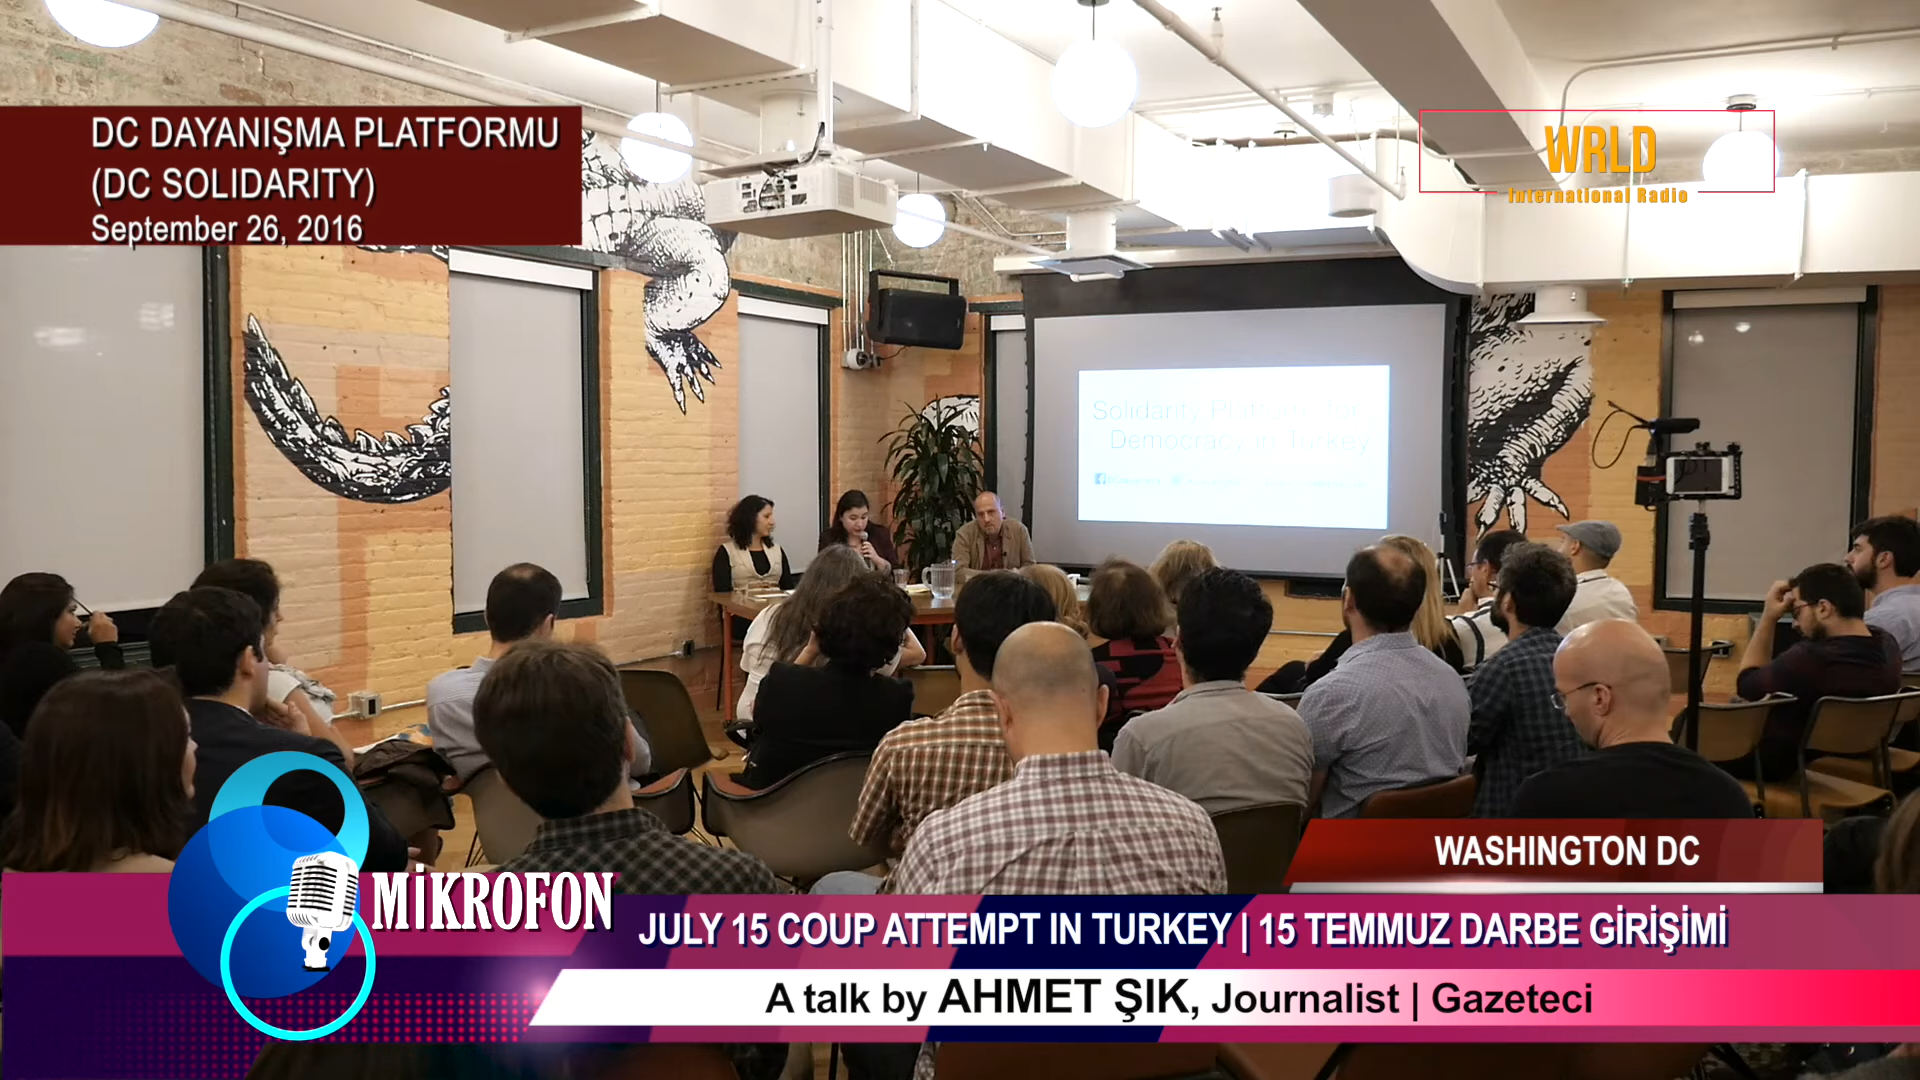 DC DAYANIŞMA PLATFORMU
(DC SOLIDARITY)
September 26, 2016
WRLD
International Radio
Solidarity Platform for
Democracy in Turkey
WASHINGTON DC
MİKROFON
JULY 15 COUP ATTEMPT IN TURKEY | 15 TEMMUZ DARBE GİRİŞİMİ
A talk by AHMET ŞIK, Journalist | Gazeteci